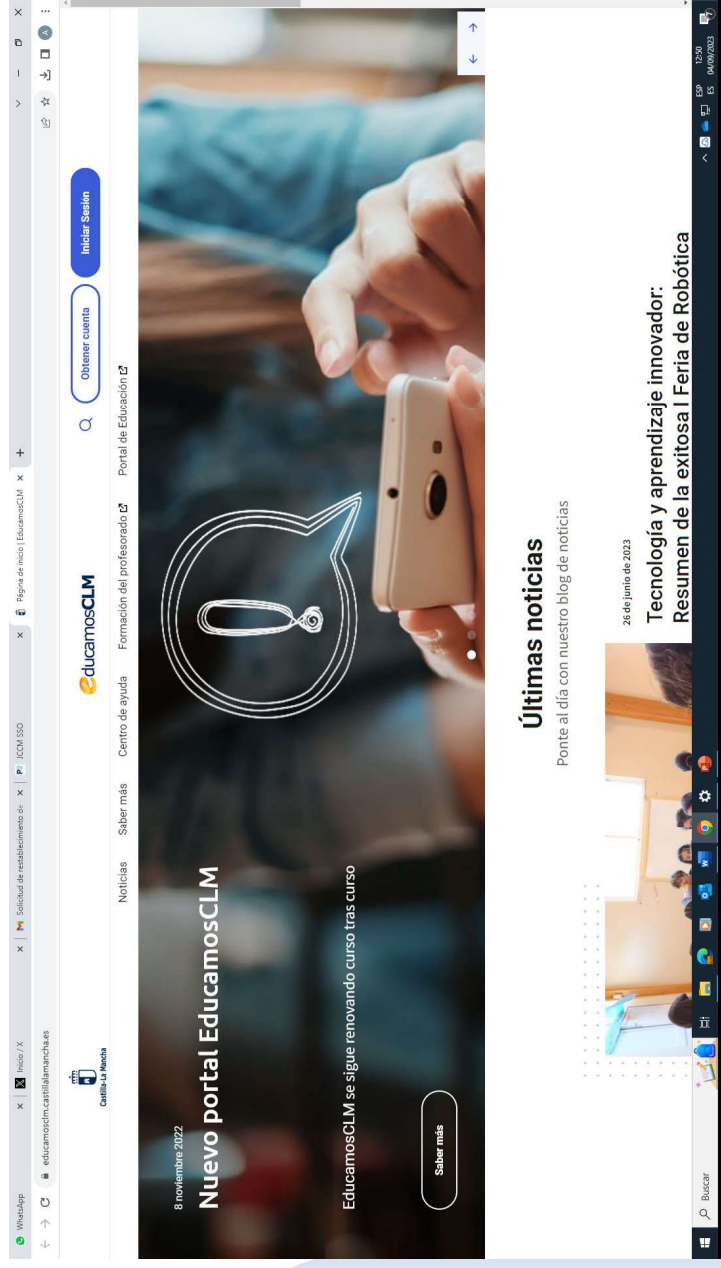 WhatsApp
Inicio / X
Solicitud de restablecimiento de
JCCM SSO
Página de inicio | EducamosCLM
educamosclm.castillalamancha.es
A
Castilla-La Mancha
educamosCLM
Obtener cuenta
Iniciar Sesión
Noticias
Saber más
Centro de ayuda
Formación del profesorado
Portal de Educación
8 noviembre 2022
Nuevo portal EducamosCLM
EducamosCLM se sigue renovando curso tras curso
Saber más
Últimas noticias
Ponte al día con nuestro blog de noticias
26 de junio de 2023
Tecnología y aprendizaje innovador:
Resumen de la exitosa I Feria de Robótica
Buscar
ESP
ES
12:50
04/09/2023
7